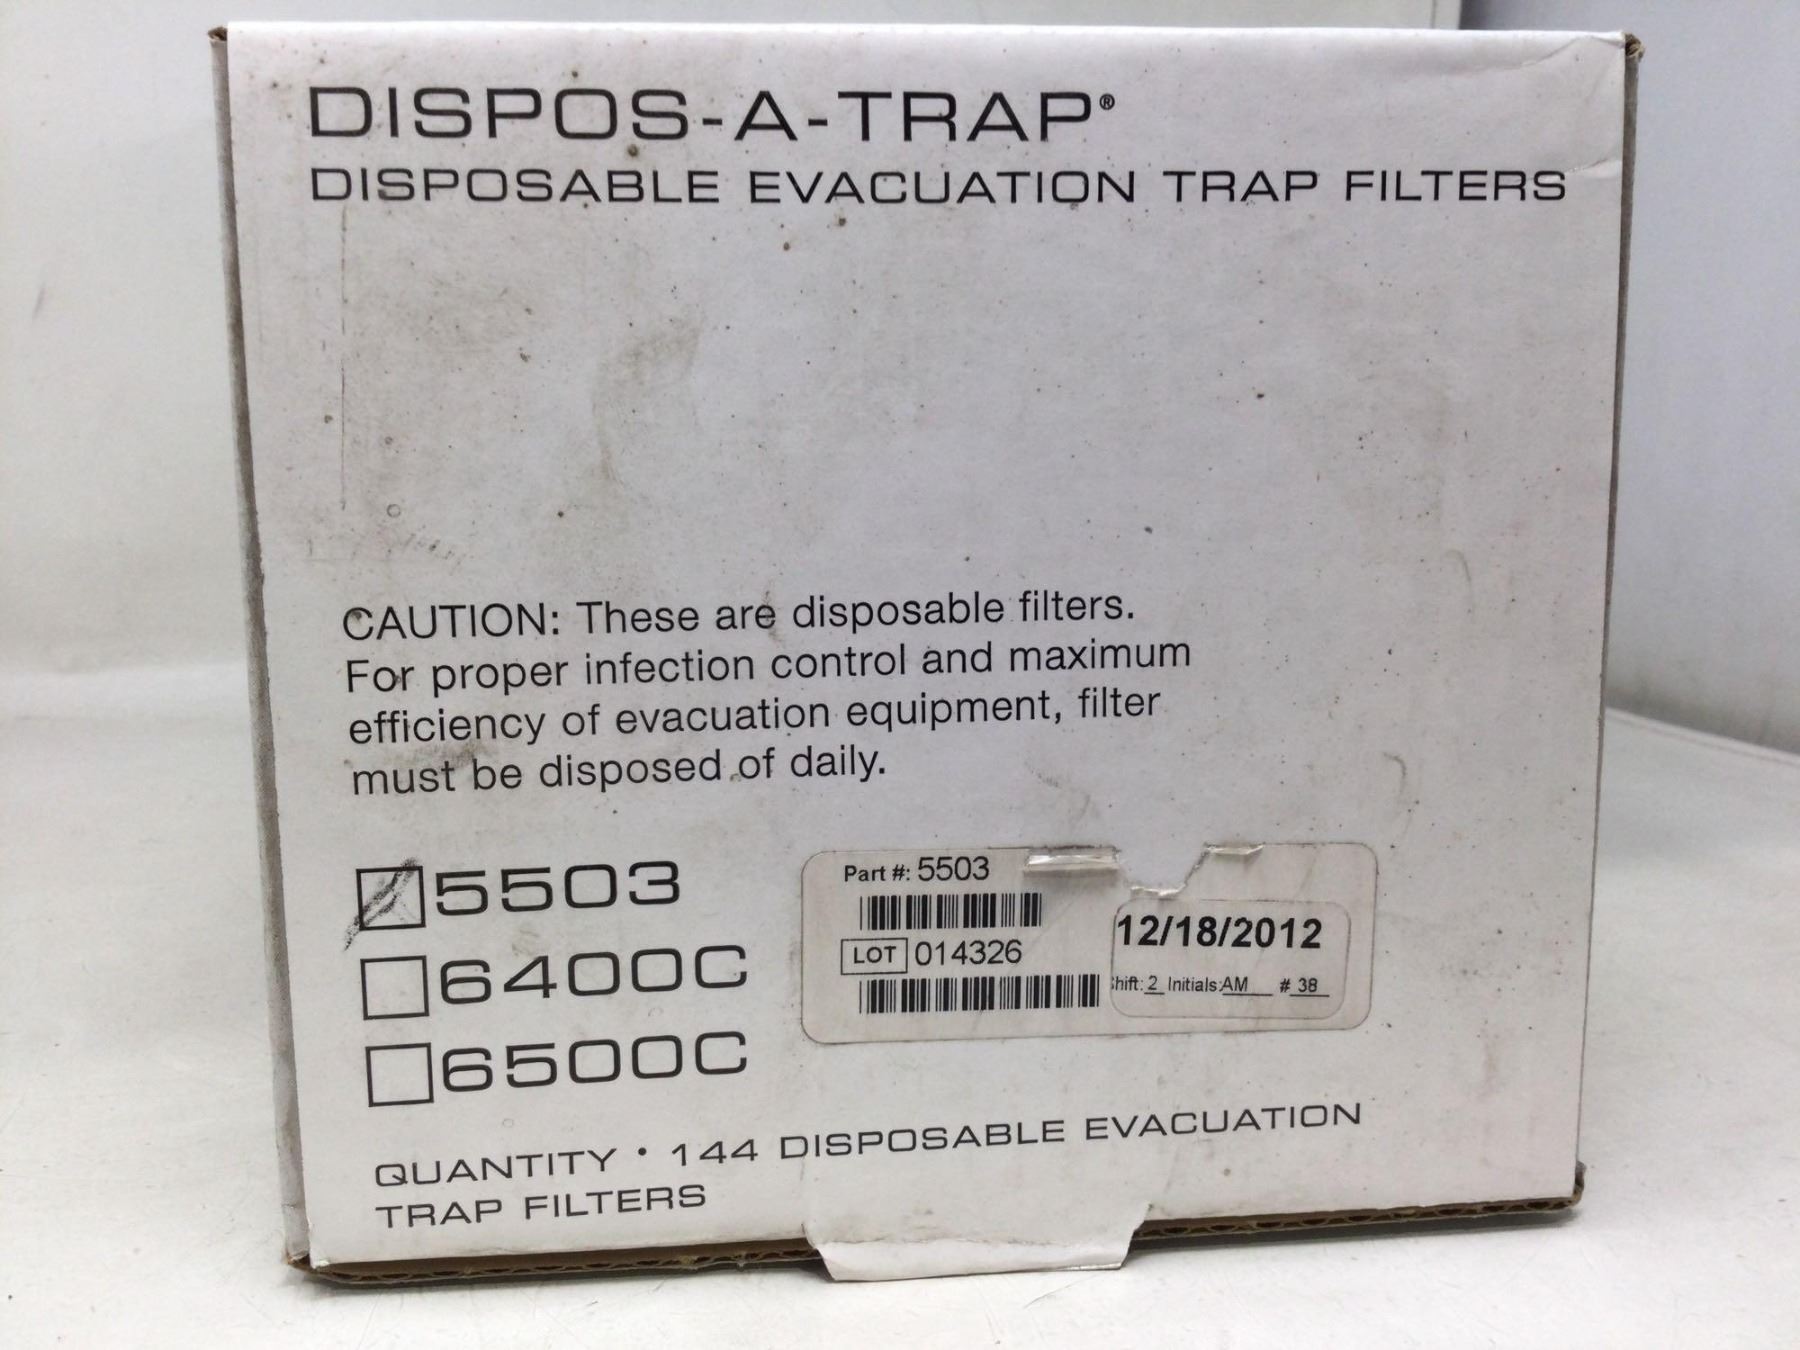 DISPOS-A-TRAP®
DISPOSABLE EVACUATION TRAP FILTERS
CAUTION: These are disposable filters.
For proper infection control and maximum
efficiency of evacuation equipment, filter
must be disposed of daily.
5503
6400C
6500C
Part #: 5503
LOT 014326
12/18/2012
hift: 2 Initials:AM # 38
QUANTITY • 144 DISPOSABLE EVACUATION
TRAP FILTERS